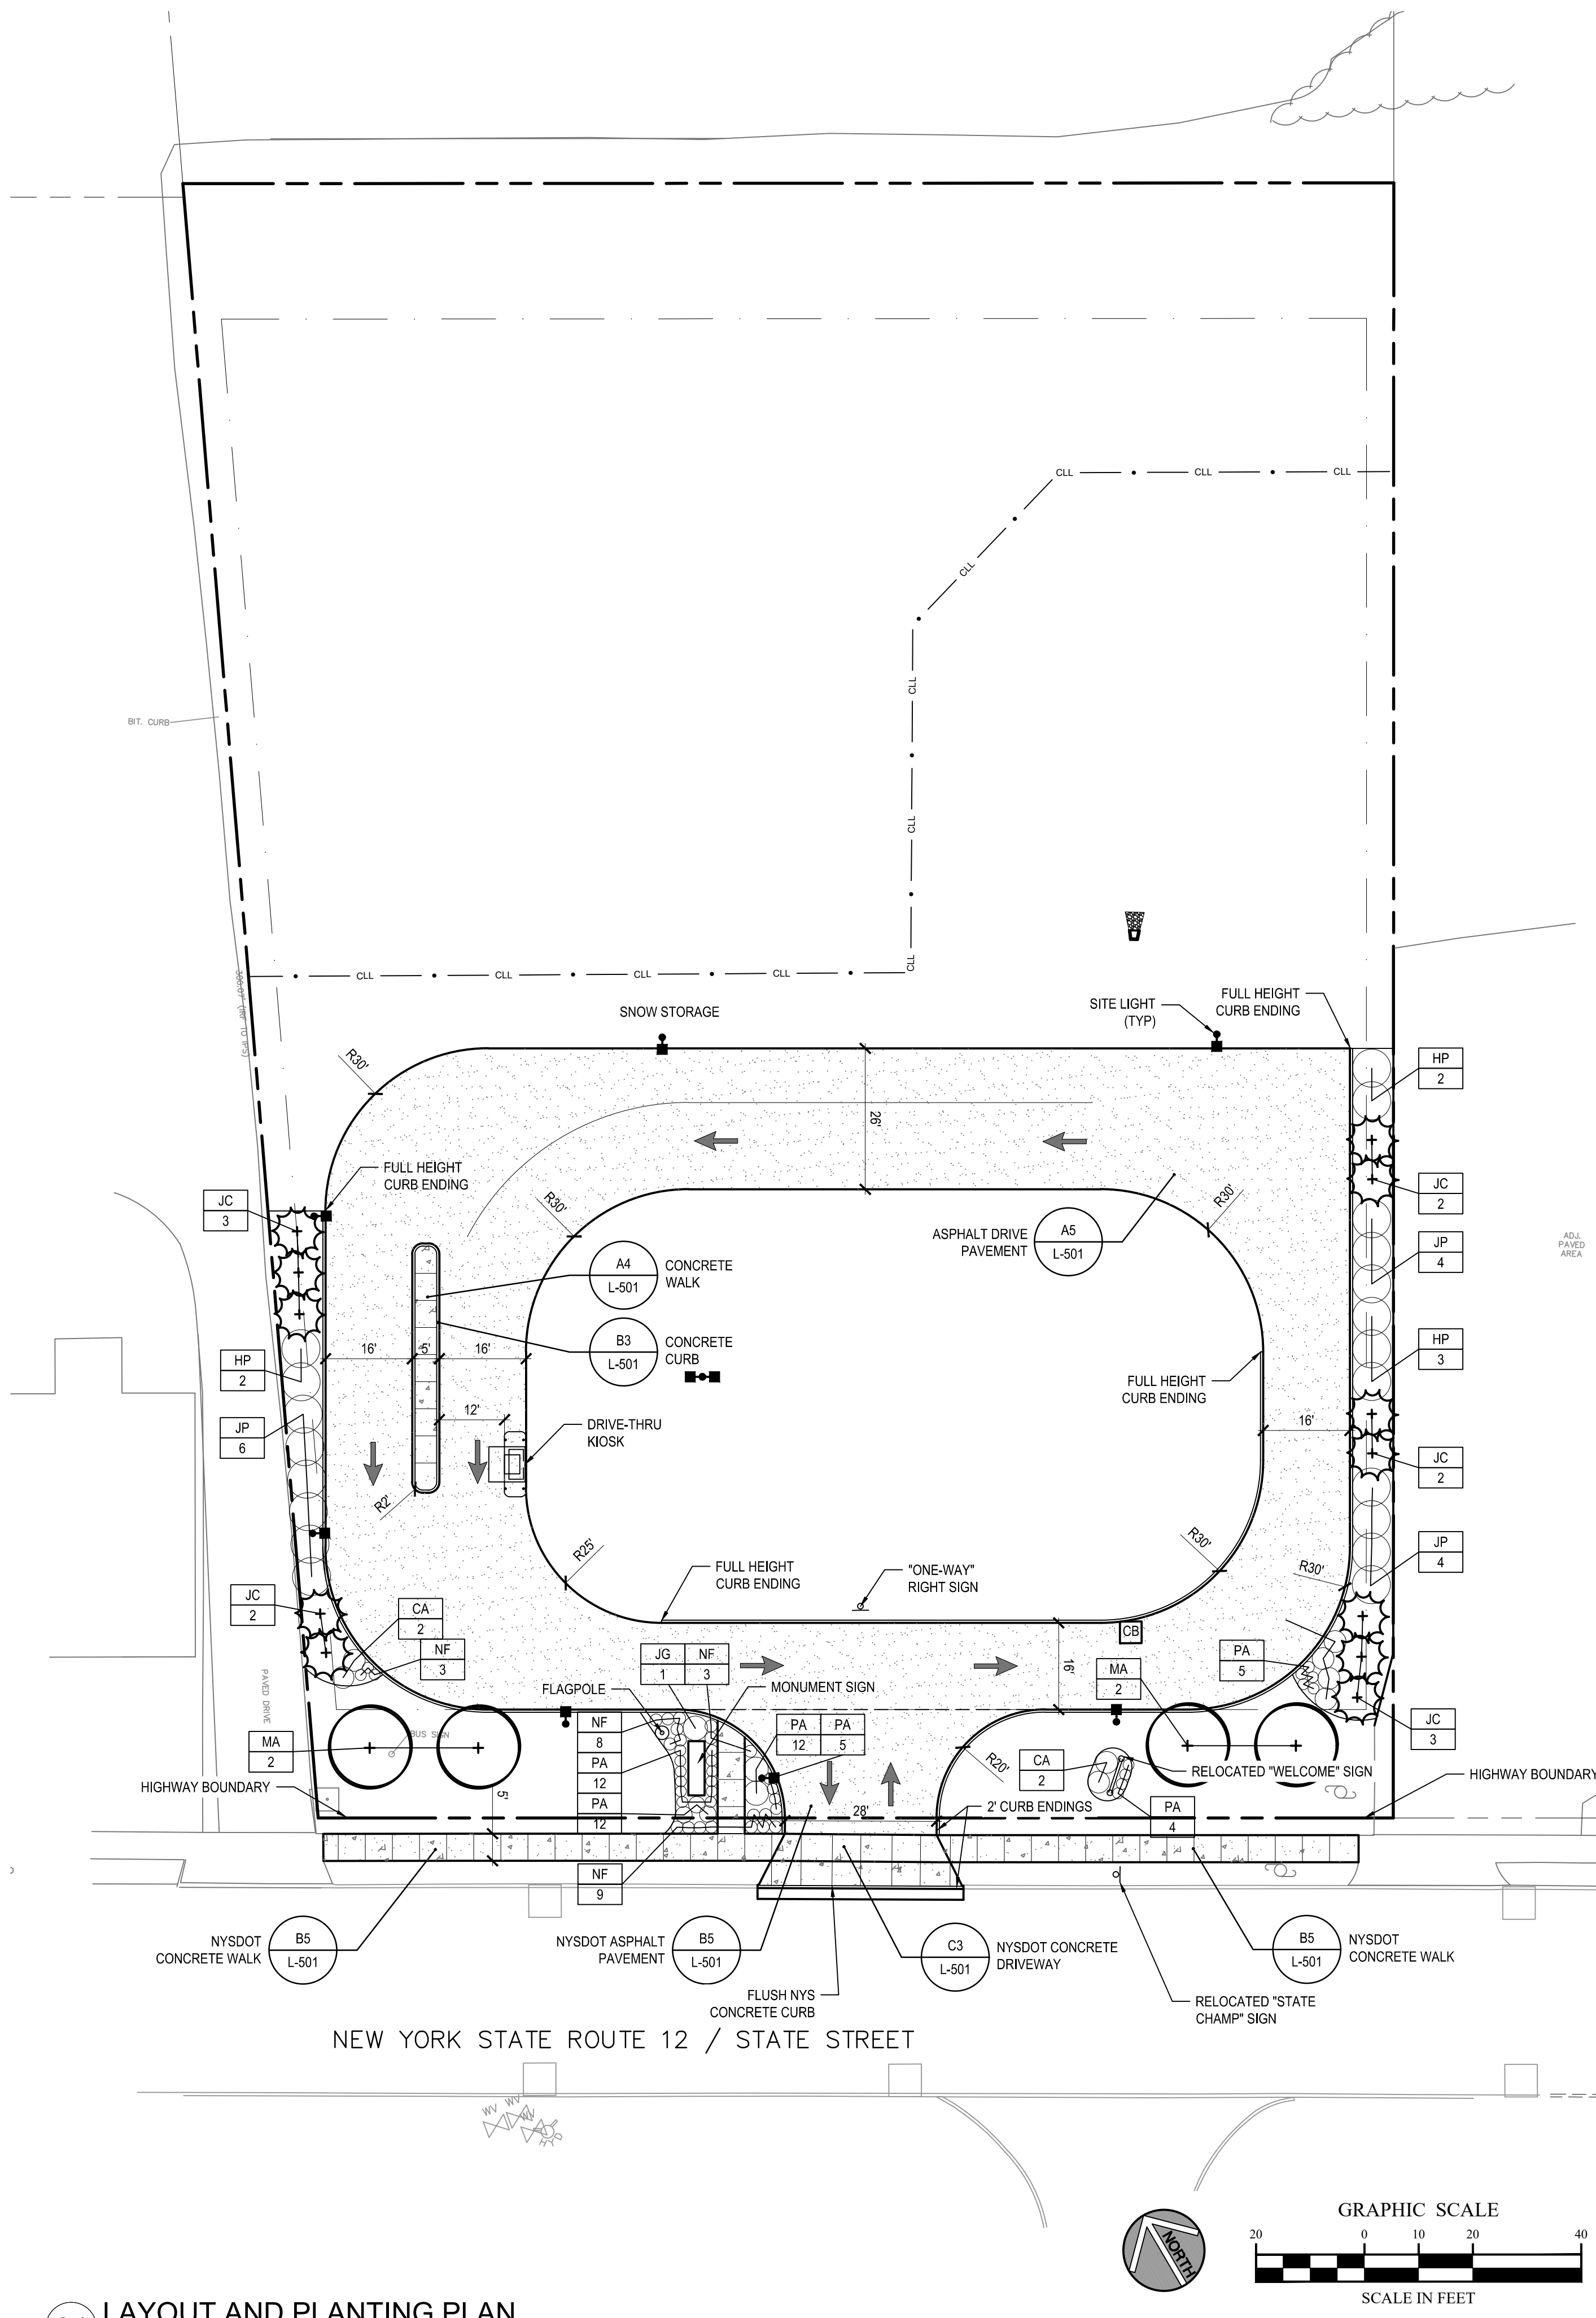 CLL CLL CLL
CLL
CLL
BIT. CURB
CLL
CLL
CLL CLL CLL CLL
SNOW STORAGE
SITE LIGHT
(TYP)
FULL HEIGHT
CURB ENDING
R30'
HP
2
26'
FULL HEIGHT
CURB ENDING
JC
3
R30'
R30'
JC
2
ASPHALT DRIVE
PAVEMENT
A5
L-501
JP
4
ADJ.
PAVED
AREA
A4
L-501
CONCRETE
WALK
B3
L-501
CONCRETE
CURB
HP
3
16' 5' 16'
HP
2
FULL HEIGHT
CURB ENDING
12'
DRIVE-THRU
KIOSK
16'
JP
6
JC
2
R2'
R25'
R30'
JP
4
FULL HEIGHT
CURB ENDING
"ONE-WAY"
RIGHT SIGN
R30'
JC
2
CA
2
NF
3
CB
JG NF
1 3
16'
PA
5
MA
2
PAVED DRIVE
FLAGPOLE
MONUMENT SIGN
BUS SIGN
NF
8
PA
12
PA
12
PA PA
12 5
JC
3
MA
2
R20'
CA
2
RELOCATED "WELCOME" SIGN
HIGHWAY BOUNDARY
HIGHWAY BOUNDARY
5'
28'
2' CURB ENDINGS
PA
4
NF
9
NYSDOT
CONCRETE WALK
B5
L-501
NYSDOT ASPHALT
PAVEMENT
B5
L-501
C3
L-501
NYSDOT CONCRETE
DRIVEWAY
B5
L-501
NYSDOT
CONCRETE WALK
FLUSH NYS
CONCRETE CURB
RELOCATED "STATE
CHAMP" SIGN
NEW YORK STATE ROUTE 12 / STATE STREET
WV WV WV
HYD
NORTH
GRAPHIC SCALE
20 0 10 20 40
SCALE IN FEET
LAYOUT AND PLANTING PLAN